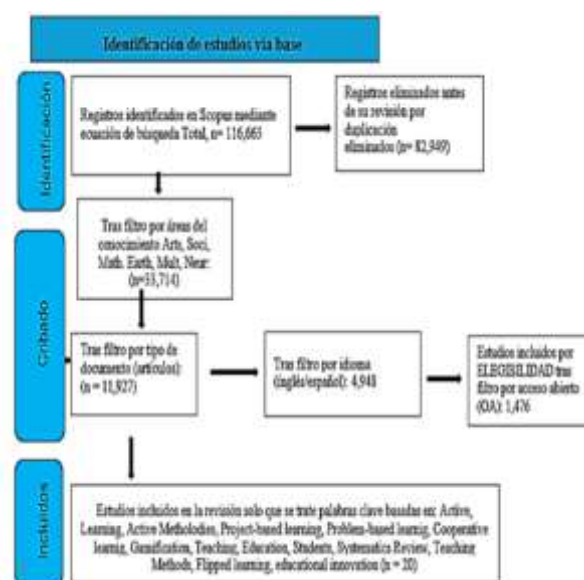 Identificación de estudios via base
Identificación
Registros identificados en Scopus mediante
ecuación de búsqueda Total, n= 116,663
Registros eliminados antes
de su revisión por
duplicación
eliminados (n= 82,949)
Cribado
Tras filtro por áreas del
conocimiento Arts, Soci,
Math. Earth, Mult, Neur:
(n=33,714)
Tras filtro por tipo de
documento (artículos):
(n = 11,927)
Tras filtro por idioma
(inglés/español): 4,948
Estudios incluidos por
ELEGIBILIDAD tras
filtro por acceso abierto
(OA): 1,476
Incluidos
Estudios incluidos en la revisión solo que se trate palabras clave basadas en: Active,
Learning, Active Metholodies, Project-based learning, Problem-based learnig, Cooperative
learnig, Gamification, Teaching, Education, Students, Systematics Review, Teaching
Methods, Flipped learning, educational innovation (n = 20)